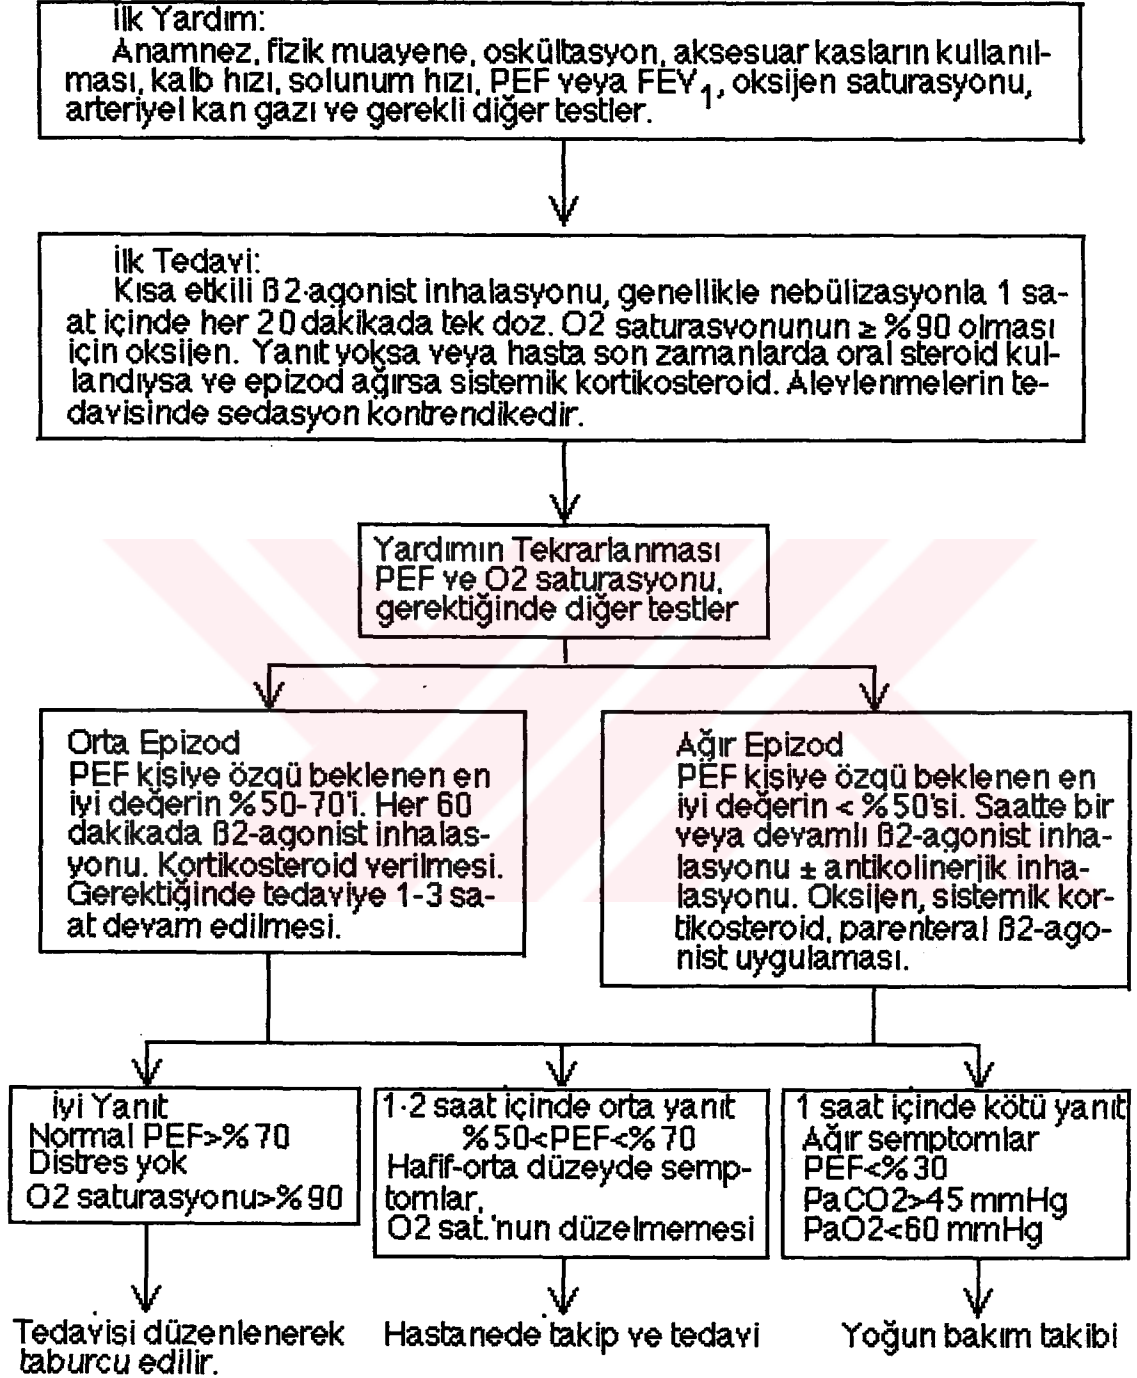 İlk Yardım:
Anamnez, fizik muayene, oskültasyon, aksesuar kasların kullanıl-
ması, kalb hızı, solunum hızı, PEF veya FEV1, oksijen saturasyonu,
arteriyel kan gazı ve gerekli diğer testler.
İlk Tedavi:
Kısa etkili ß2-agonist inhalasyonu, genellikle nebülizasyonla 1 sa-
at içinde her 20 dakikada tek doz. O2 saturasyonunun ≥ %90 olması
için oksijen. Yanıt yoksa veya hasta son zamanlarda oral steroid kul-
landıysa ve epizod ağırsa sistemik kortikosteroid. Alevlenmelerin te-
davisinde sedasyon kontrendikedir.
Yardımın Tekrarlanması
PEF ve O2 saturasyonu,
gerektiğinde diğer testler
Orta Epizod
PEF kişiye özgü beklenen en
iyi değerin %50-70'i. Her 60
dakikada ß2-agonist inhalas-
yonu. Kortikosteroid verilmesi.
Gerektiğinde tedaviye 1-3 sa-
at devam edilmesi.
Ağır Epizod
PEF kişiye özgü beklenen en
iyi değerin < %50'si. Saatte bir
veya devamlı ß2-agonist inha-
lasyonu ± antikolinerjik inha-
lasyonu. Oksijen, sistemik kor-
tikosteroid, parenteral ß2-ago-
nist uygulaması.
İyi Yanıt
Normal PEF>%70
Distres yok
O2 saturasyonu>%90
1-2 saat içinde orta yanıt
%50<PEF<%70
Hafif-orta düzeyde semp-
tomlar,
O2 sat.'nun düzelmemesi
1 saat içinde kötü yanıt
Ağır semptomlar
PEF<%30
PaCO2>45 mmHg
PaO2<60 mmHg
Tedavisi düzenlenerek
taburcu edilir.
Hastanede takip ve tedavi
Yoğun bakım takibi